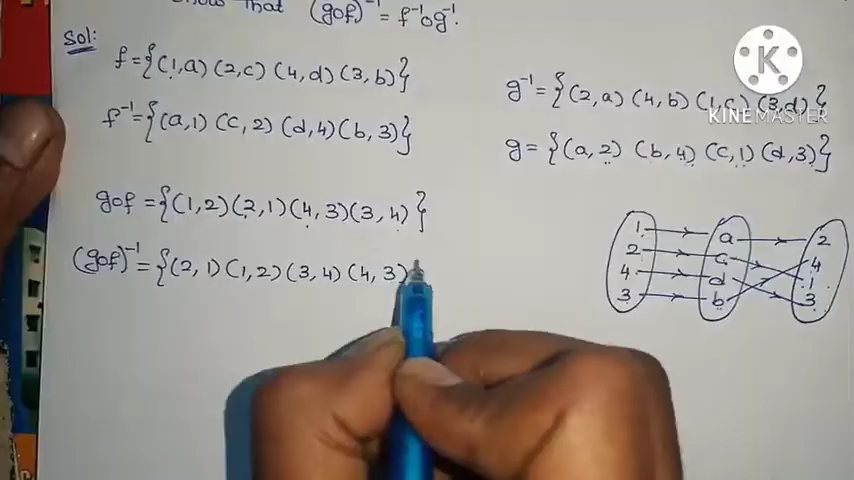 Show that (gof)⁻¹ = f⁻¹og⁻¹.
Sol:
f = {(1,a) (2,c) (4,d) (3,b)}
f⁻¹ = {(a,1) (c,2) (d,4) (b,3)}
gof = {(1,2)(2,1)(4,3)(3,4)}
(gof)⁻¹ = {(2,1)(1,2)(3,4)(4,3)
g⁻¹ = {(2,a) (4,b) (1,c) (3,d)}
g = {(a,2) (b,4) (c,1) (d,3)}
1 a 2
2 c 4
4 d 1
3 b 3
K
KINEMASTER